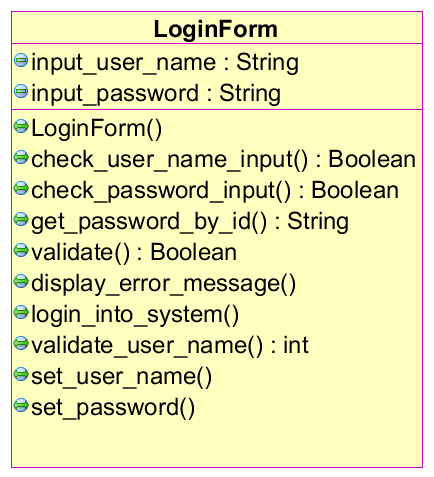 LoginForm
input_user_name : String
input_password : String
LoginForm()
check_user_name_input() : Boolean
check_password_input() : Boolean
get_password_by_id() : String
validate() : Boolean
display_error_message()
login_into_system()
validate_user_name() : int
set_user_name()
set_password()